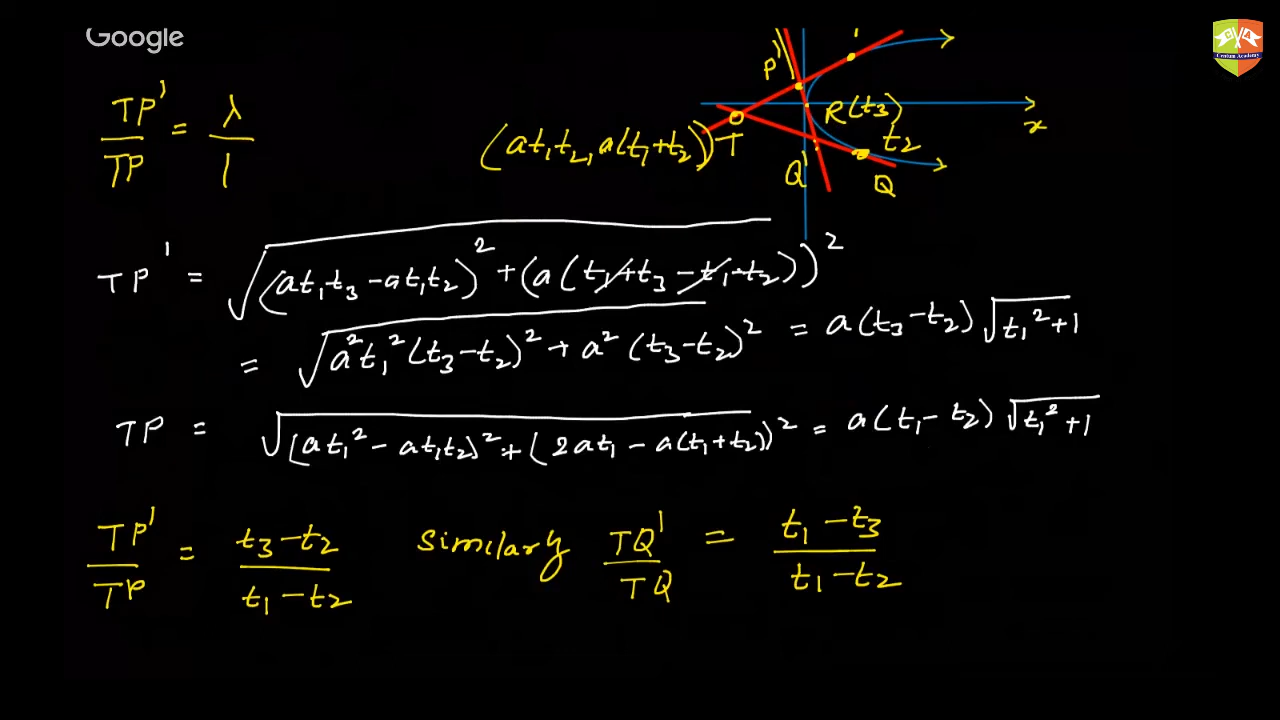 Google
TP'/TP = λ/1
P'
R(t3)
x
(at1t2, a(t1+t2)) T
t2
Q'
Q
TP' = √(at1t3 - at1t2)² + (a(t1+t3 - t1-t2))²
= √a²t1²(t3-t2)² + a²(t3-t2)² = a(t3-t2)√t1²+1
TP = √(at1² - at1t2)² + (2at1 - a(t1+t2))² = a(t1-t2)√t1²+1
TP'/TP = t3-t2/t1-t2 Similary TQ'/TQ = t1-t3/t1-t2